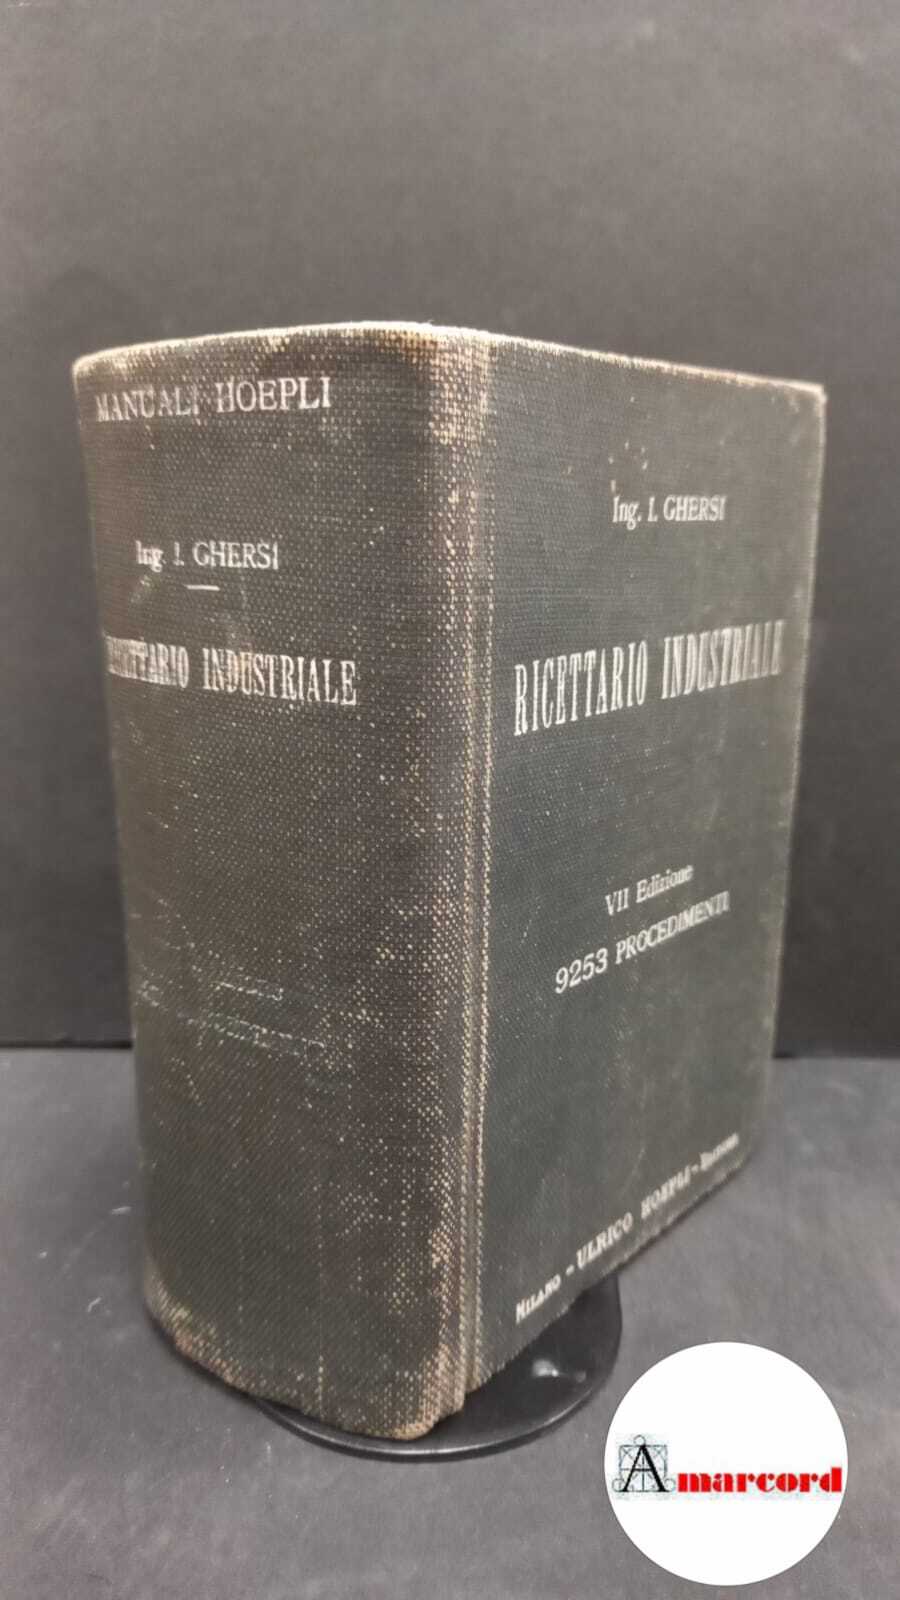 MANUALI HOEPLI
Ing. I. GHERSI
RICETTARIO INDUSTRIALE
Ing. I. GHERSI
RICETTARIO INDUSTRIALE
VII Edizione
9253 PROCEDIMENTI
MILANO - ULRICO HOEPLI - EDITORE
Amarcord